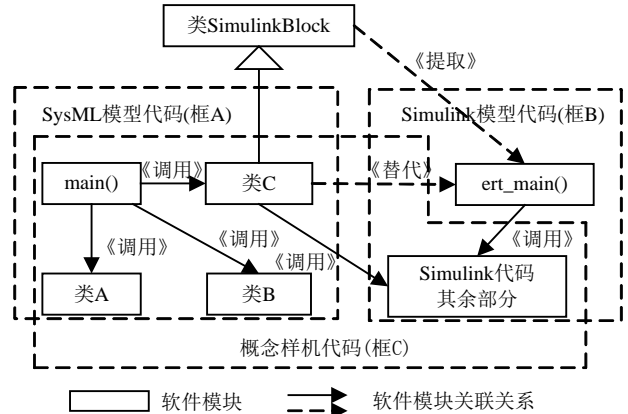 类SimulinkBlock
《提取》
SysML模型代码(框A)
Simulink模型代码(框B)
main()
《调用》
类C
《替代》
ert_main()
《调用》
《调用》
《调用》
《调用》
类A
类B
Simulink代码
其余部分
概念样机代码(框C)
软件模块
软件模块关联关系